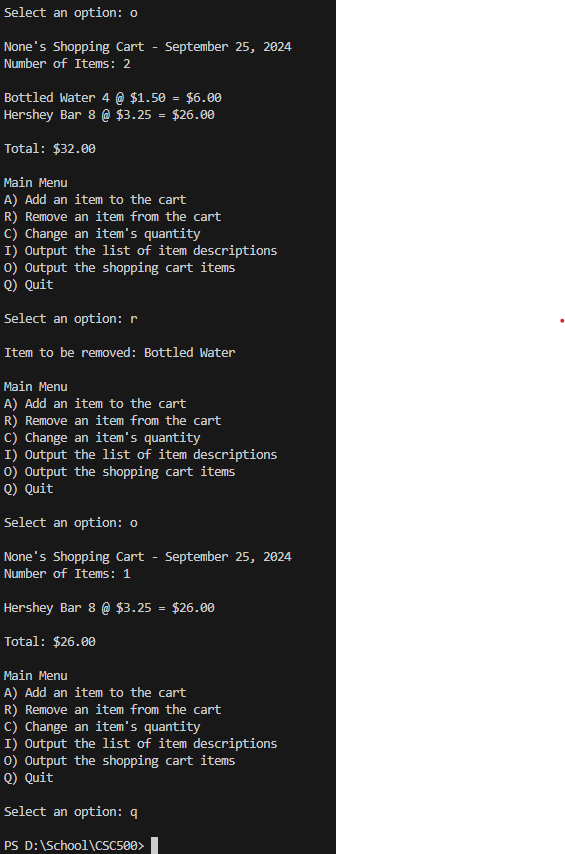 Select an option: o
None's Shopping Cart - September 25, 2024
Number of Items: 2
Bottled Water 4 @ $1.50 = $6.00
Hershey Bar 8 @ $3.25 = $26.00
Total: $32.00
Main Menu
A) Add an item to the cart
R) Remove an item from the cart
C) Change an item's quantity
I) Output the list of item descriptions
O) Output the shopping cart items
Q) Quit
Select an option: r
Item to be removed: Bottled Water
Main Menu
A) Add an item to the cart
R) Remove an item from the cart
C) Change an item's quantity
I) Output the list of item descriptions
O) Output the shopping cart items
Q) Quit
Select an option: o
None's Shopping Cart - September 25, 2024
Number of Items: 1
Hershey Bar 8 @ $3.25 = $26.00
Total: $26.00
Main Menu
A) Add an item to the cart
R) Remove an item from the cart
C) Change an item's quantity
I) Output the list of item descriptions
O) Output the shopping cart items
Q) Quit
Select an option: q
PS D:\School\CSC500>